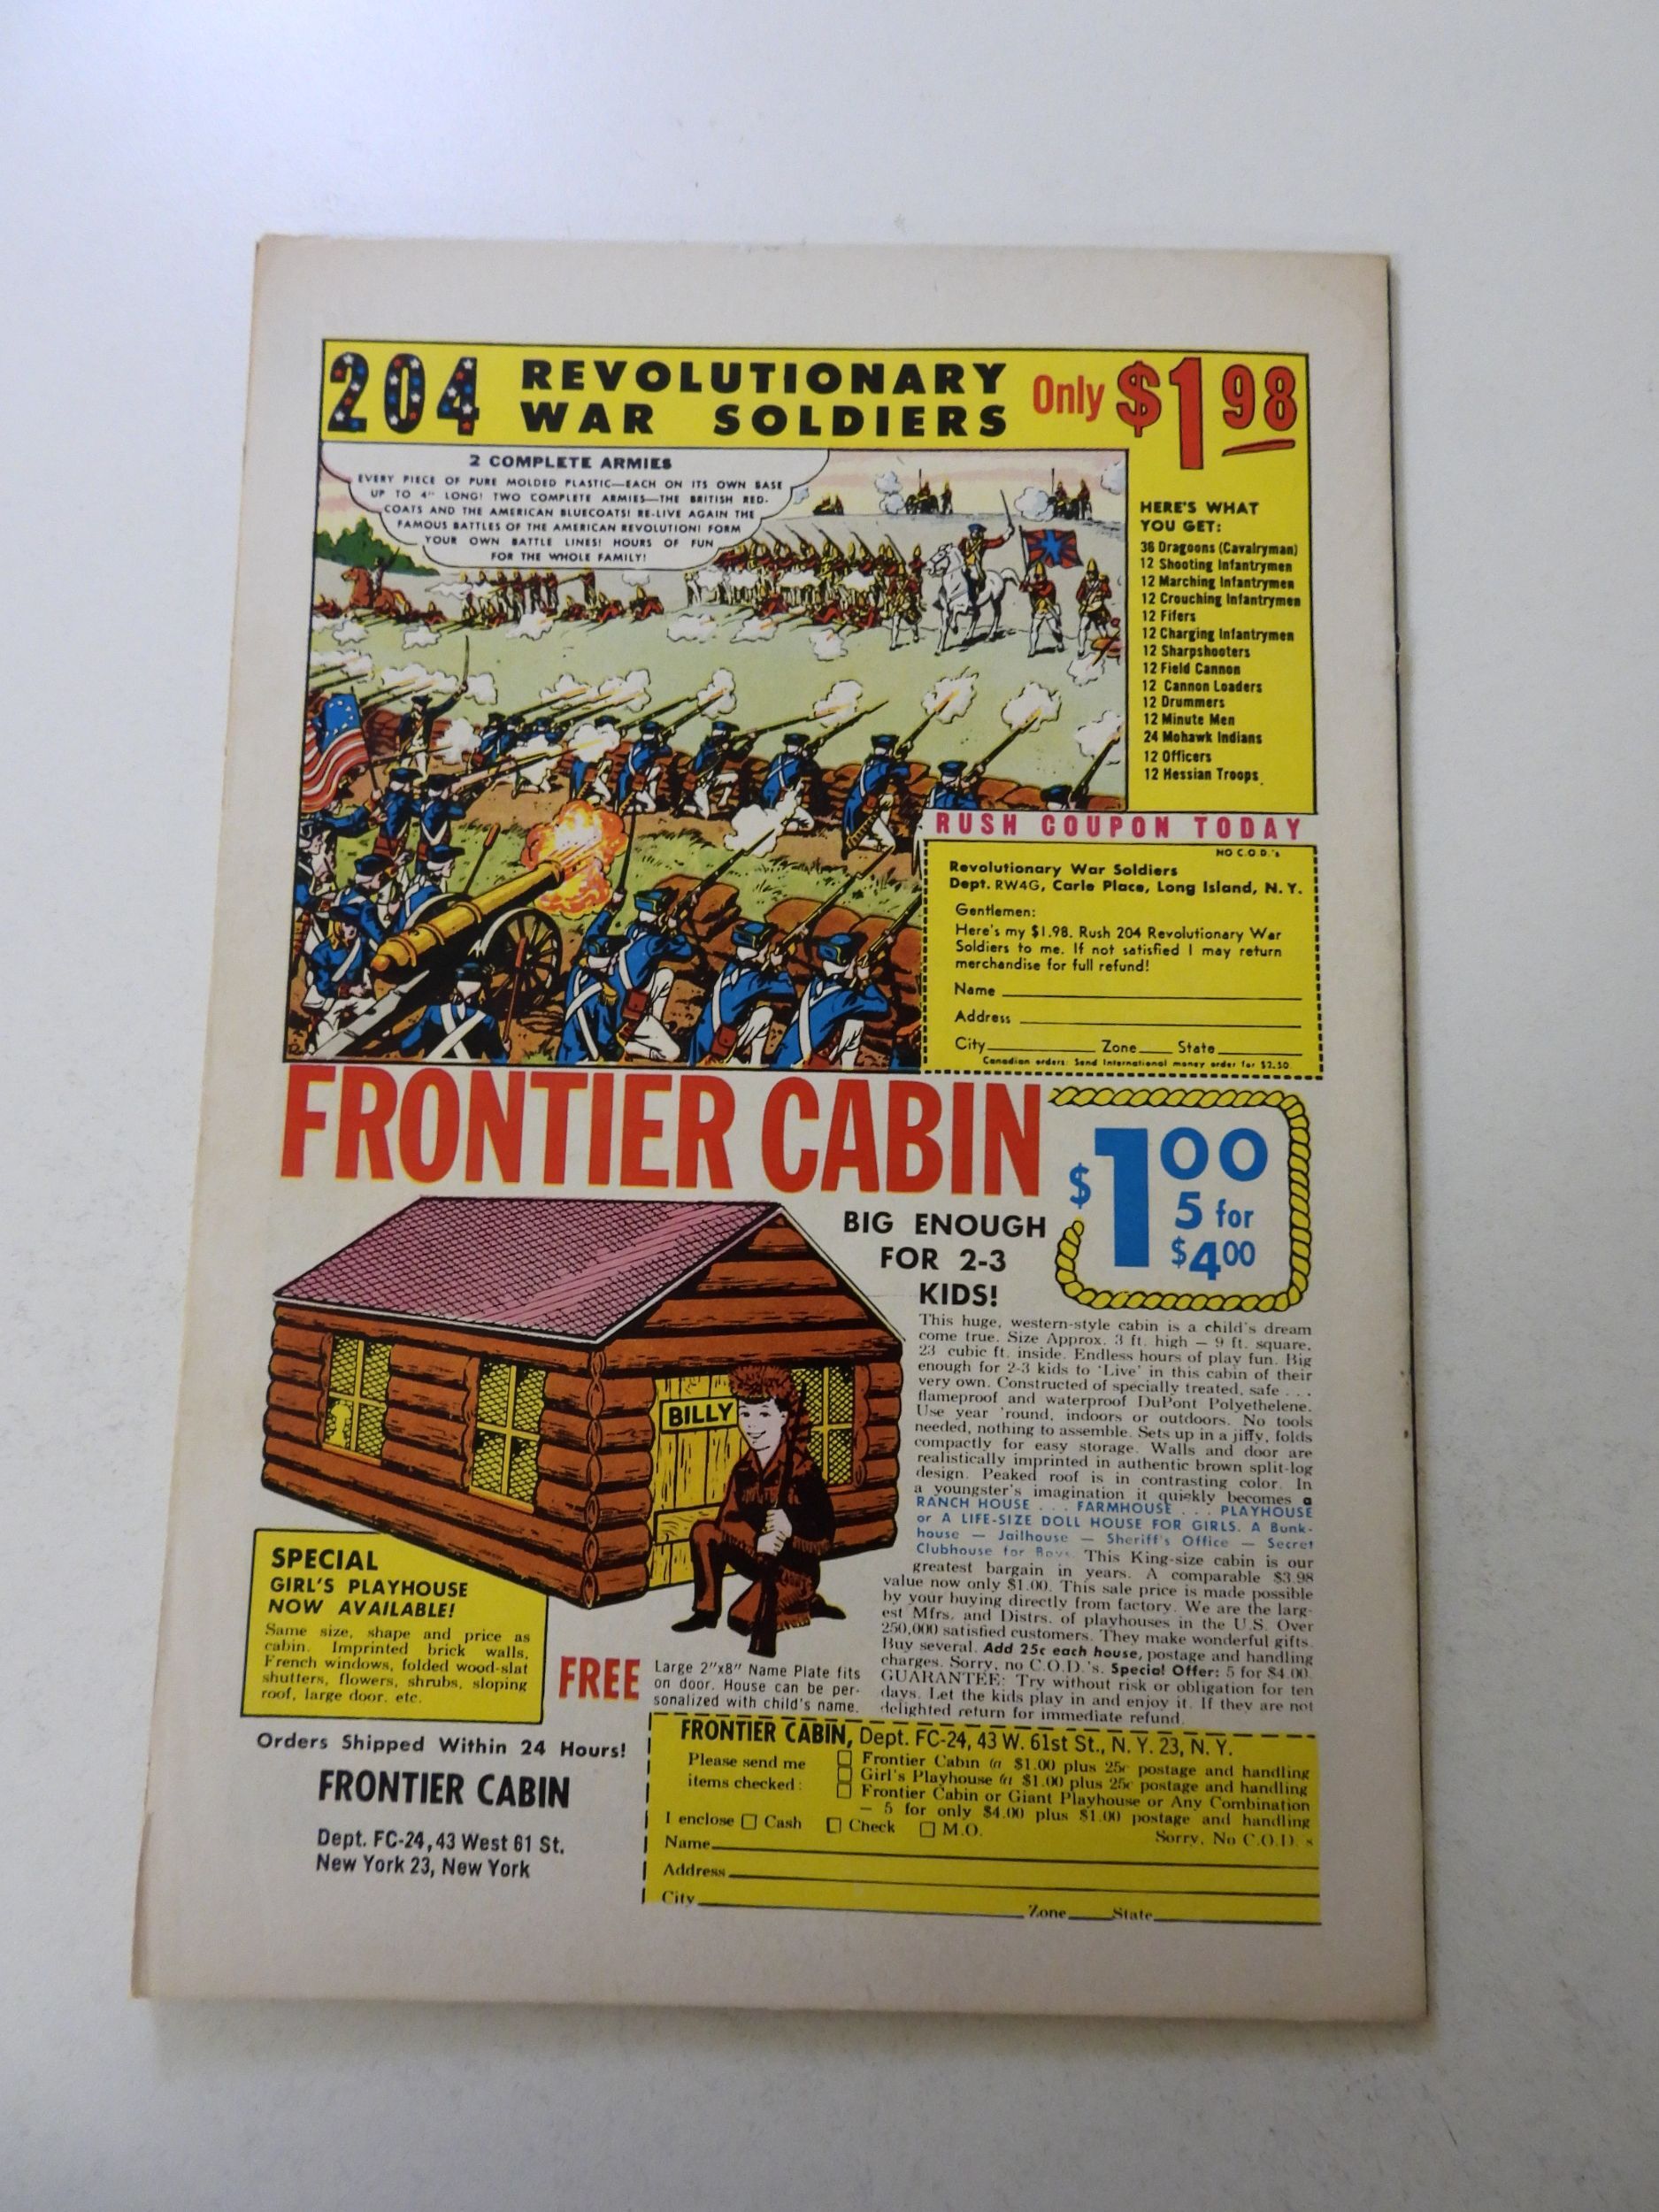 204 REVOLUTIONARY
WAR SOLDIERS
Only $1.98
2 COMPLETE ARMIES
EVERY PIECE OF PURE MOLDED PLASTIC—EACH ON ITS OWN BASE
UP TO 4" LONG! TWO COMPLETE ARMIES—THE BRITISH RED-
COATS AND THE AMERICAN BLUECOATS! RE-LIVE AGAIN THE
FAMOUS BATTLES OF THE AMERICAN REVOLUTION! FORM
YOUR OWN BATTLE LINES! HOURS OF FUN
FOR THE WHOLE FAMILY!
HERE'S WHAT
YOU GET:
36 Dragoons (Cavalryman)
12 Shooting Infantrymen
12 Marching Infantrymen
12 Crouching Infantrymen
12 Fifers
12 Charging Infantrymen
12 Sharpshooters
12 Field Cannon
12 Cannon Loaders
12 Drummers
12 Minute Men
24 Mohawk Indians
12 Officers
12 Hessian Troops
RUSH COUPON TODAY
NO C.O.D.'s
Revolutionary War Soldiers
Dept. RW4G, Carle Place, Long Island, N. Y.
Gentlemen:
Here's my $1.98. Rush 204 Revolutionary War
Soldiers to me. If not satisfied I may return
merchandise for full refund!
Name
Address
City Zone State
Canadian orders: Send International money order for $2.50.
FRONTIER CABIN
$1.00
5 for
$4.00
BIG ENOUGH
FOR 2-3
KIDS!
BILLY
This huge, western-style cabin is a child's dream
come true. Size Approx. 3 ft. high — 9 ft. square,
23 cubic ft. inside. Endless hours of play fun. Big
enough for 2-3 kids to 'Live' in this cabin of their
very own. Constructed of specially treated, safe . . .
flameproof and waterproof DuPont Polyethelene.
Use year 'round, indoors or outdoors. No tools
needed, nothing to assemble. Sets up in a jiffy, folds
compactly for easy storage. Walls and door are
realistically imprinted in authentic brown split-log
design. Peaked roof is in contrasting color. In
a youngster's imagination it quickly becomes a
RANCH HOUSE . . . FARMHOUSE . . . PLAYHOUSE
or A LIFE-SIZE DOLL HOUSE FOR GIRLS. A Bunk-
house — Jailhouse — Sheriff's Office — Secret
Clubhouse for Boys. This King-size cabin is our
greatest bargain in years. A comparable $3.98
value now only $1.00. This sale price is made possible
by your buying directly from factory. We are the larg-
est Mfrs. and Distrs. of playhouses in the U.S. Over
250,000 satisfied customers. They make wonderful gifts.
Buy several. Add 25c each house, postage and handling
charges. Sorry, no C.O.D.'s. Special Offer: 5 for $4.00.
GUARANTEE: Try without risk or obligation for ten
days. Let the kids play in and enjoy it. If they are not
delighted return for immediate refund.
SPECIAL
GIRL'S PLAYHOUSE
NOW AVAILABLE!
Same size, shape and price as
cabin. Imprinted brick walls,
French windows, folded wood-slat
shutters, flowers, shrubs, sloping
roof, large door, etc.
FREE
Large 2"x8" Name Plate fits
on door. House can be per-
sonalized with child's name.
Orders Shipped Within 24 Hours!
FRONTIER CABIN
Dept. FC-24, 43 West 61 St.
New York 23, New York
FRONTIER CABIN, Dept. FC-24, 43 W. 61st St., N. Y. 23, N. Y.
Please send me
items checked:
Frontier Cabin @ $1.00 plus 25c postage and handling
Girl's Playhouse @ $1.00 plus 25c postage and handling
Frontier Cabin or Giant Playhouse or Any Combination
— 5 for only $4.00 plus $1.00 postage and handling
I enclose Cash Check M.O.
Sorry, No C.O.D.'s
Name
Address
City Zone State